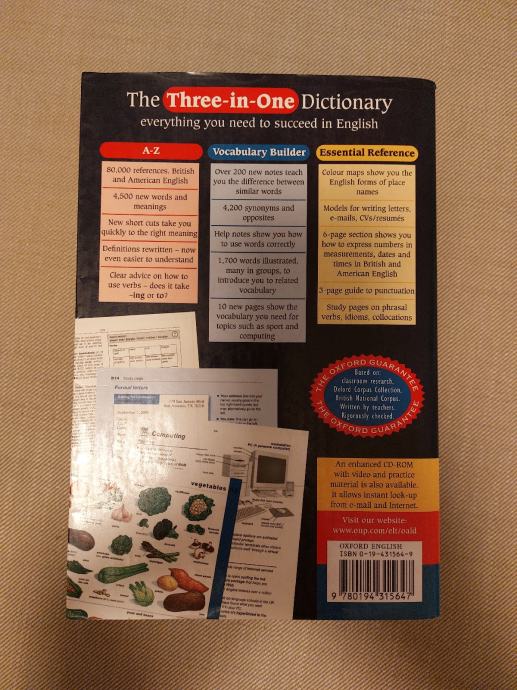 The Three-in-One Dictionary
everything you need to succeed in English
A-Z
80,000 references, British
and American English
4,500 new words and
meanings
New short cuts take you
quickly to the right meaning
Definitions rewritten – now
even easier to understand
Clear advice on how to
use verbs – does it take
-ing or to?
Vocabulary Builder
Over 200 new notes teach
you the difference between
similar words
4,200 synonyms and
opposites
Help notes show you how
to use words correctly
1,700 words illustrated,
many in groups, to
introduce you to related
vocabulary
10 new pages show the
vocabulary you need for
topics such as sport and
computing
Essential Reference
Colour maps show you the
English forms of place
names
Models for writing letters,
e-mails, CVs/resumés
6-page section shows you
how to express numbers in
measurements, dates and
times in British and
American English
3-page guide to punctuation
Study pages on phrasal
verbs, idioms, collocations
THE OXFORD GUARANTEE
Based on:
classroom research.
Oxford Corpus Collection,
British National Corpus.
Written by teachers.
Rigorously checked.
THE OXFORD GUARANTEE
Formal letters
Computing
vegetables
An enhanced CD-ROM
with video and practice
material is also available.
It allows instant look-up
from e-mail and Internet.
Visit our website:
www.oup.com/elt/oald
OXFORD ENGLISH
ISBN 0-19-431564-9
9 780194 315647